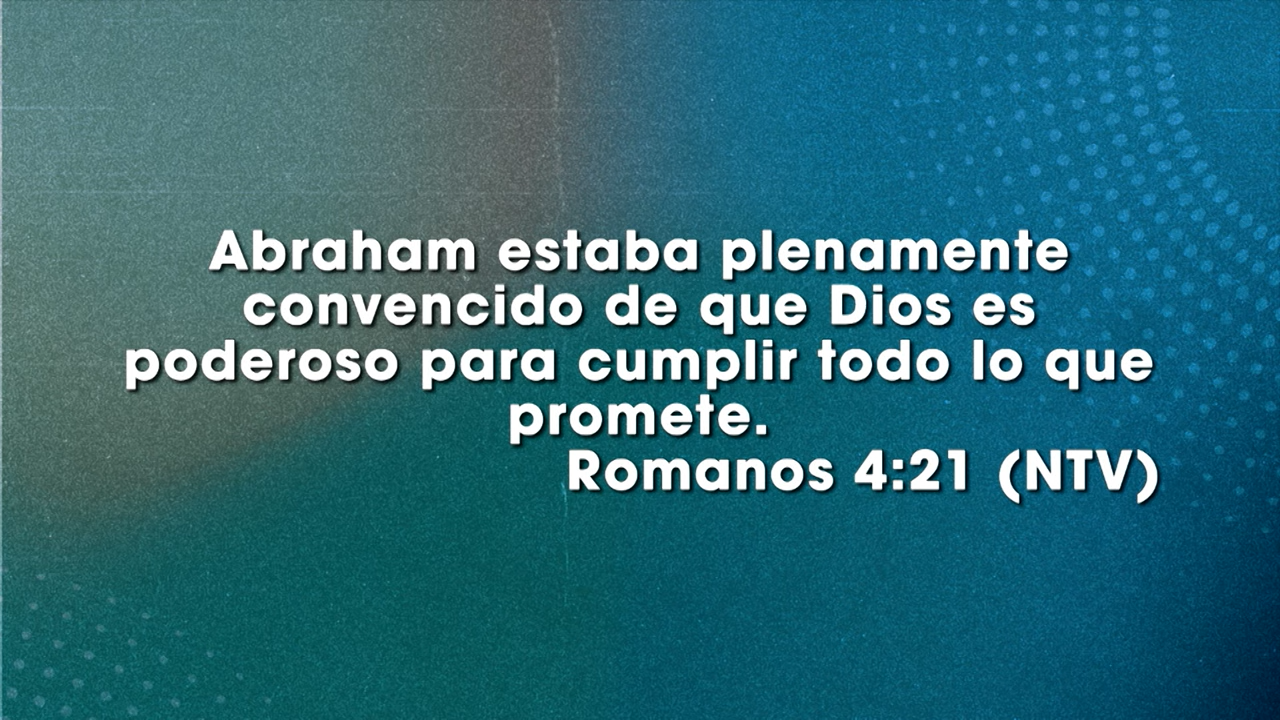 Abraham estaba plenamente
convencido de que Dios es
poderoso para cumplir todo lo que
promete.
Romanos 4:21 (NTV)